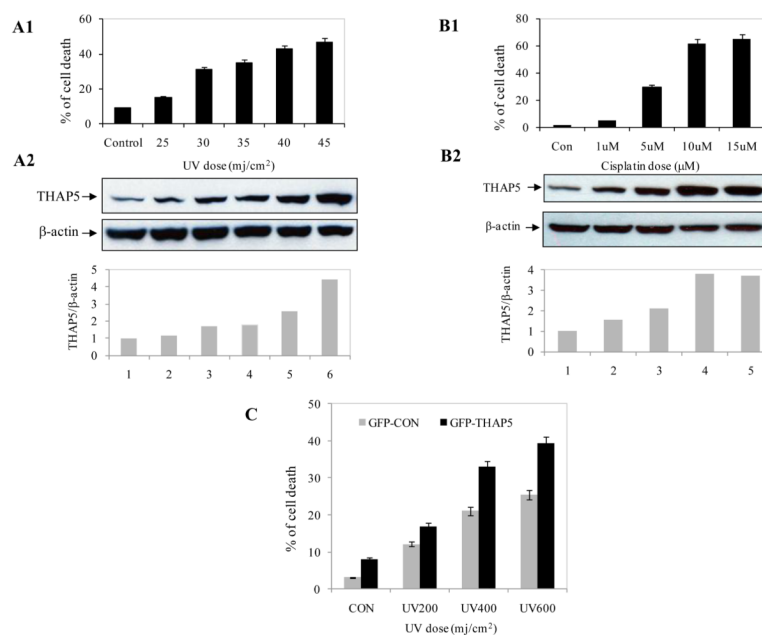 A1
60
40
20
0
% of cell death
Control 25 30 35 40 45
UV dose (mj/cm²)
A2
THAP5
β-actin
5
4
3
2
1
0
THAP5/β-actin
1 2 3 4 5 6
B1
80
60
40
20
0
% of cell death
Con 1uM 5uM 10uM 15uM
Cisplatin dose (μM)
B2
THAP5
β-actin
4
3
2
1
0
THAP5/β-actin
1 2 3 4 5
C
50
40
30
20
10
0
% of cell death
GFP-CON GFP-THAP5
CON UV200 UV400 UV600
UV dose (mj/cm²)